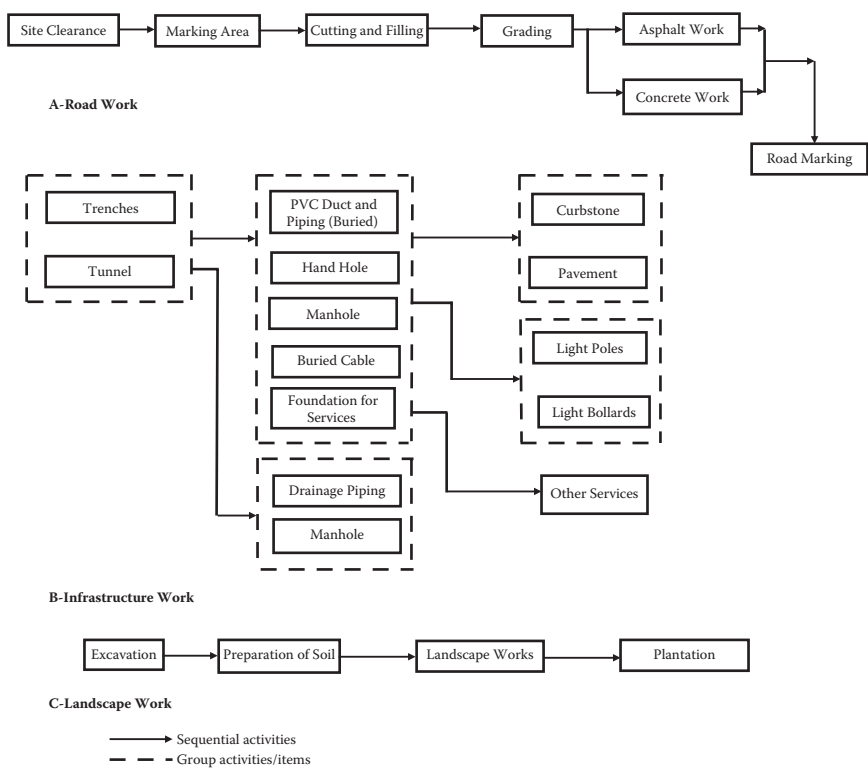 Site Clearance
Marking Area
Cutting and Filling
Grading
Asphalt Work
Concrete Work
A-Road Work
Road Marking
Trenches
Tunnel
PVC Duct and
Piping (Buried)
Hand Hole
Manhole
Buried Cable
Foundation for
Services
Curbstone
Pavement
Light Poles
Light Bollards
Drainage Piping
Manhole
Other Services
B-Infrastructure Work
Excavation
Preparation of Soil
Landscape Works
Plantation
C-Landscape Work
Sequential activities
Group activities/items